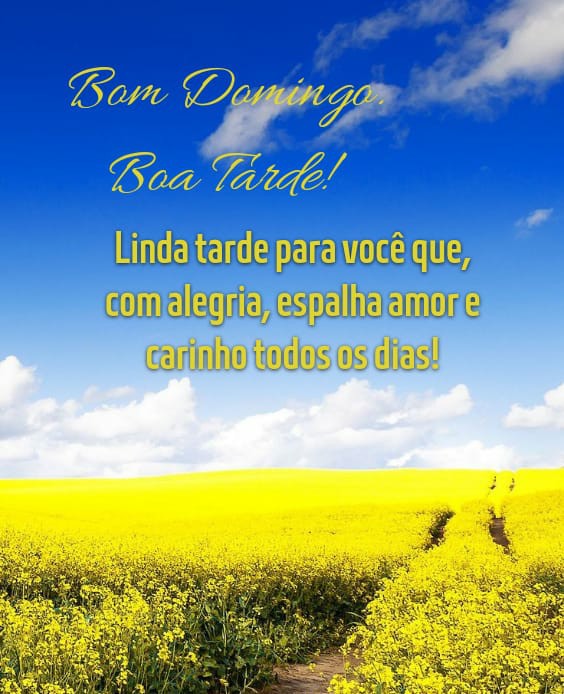 Bom Domingo.
Boa Tarde!
Linda tarde para você que,
com alegria, espalha amor e
carinho todos os dias!